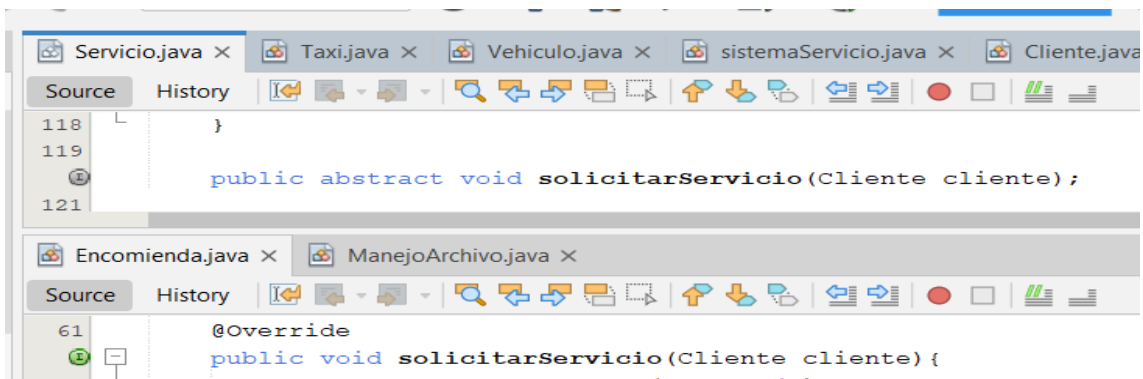 Servicio.java × Taxi.java × Vehiculo.java × sistemaServicio.java × Cliente.java
Source History
118 }
119
public abstract void solicitarServicio(Cliente cliente);
121
Encomienda.java × ManejoArchivo.java ×
Source History
61 @Override
public void solicitarServicio(Cliente cliente){